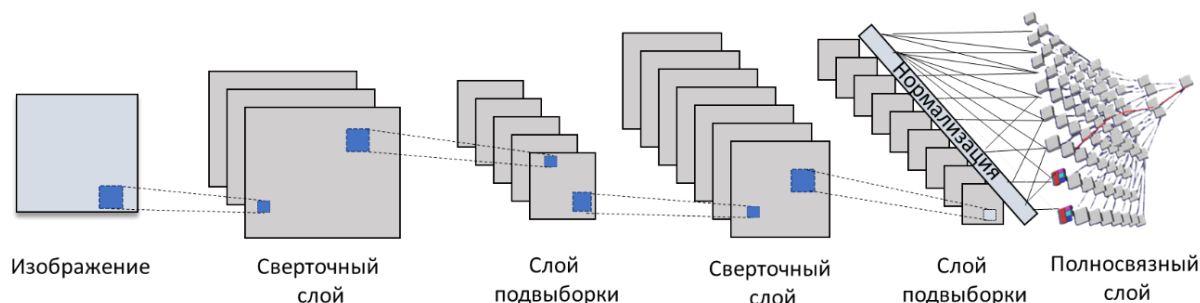 Нормализация
Изображение
Сверточный
слой
Слой
подвыборки
Сверточный
слой
Слой
подвыборки
Полносвязный
слой